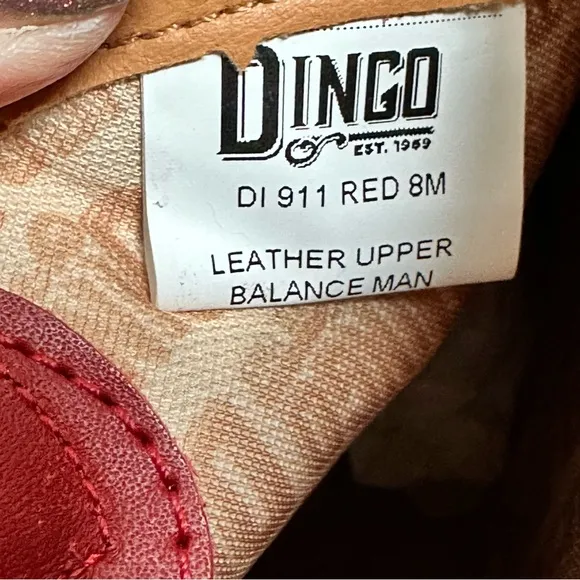 DINGO
EST. 1969
DI 911 RED 8M
LEATHER UPPER
BALANCE MAN